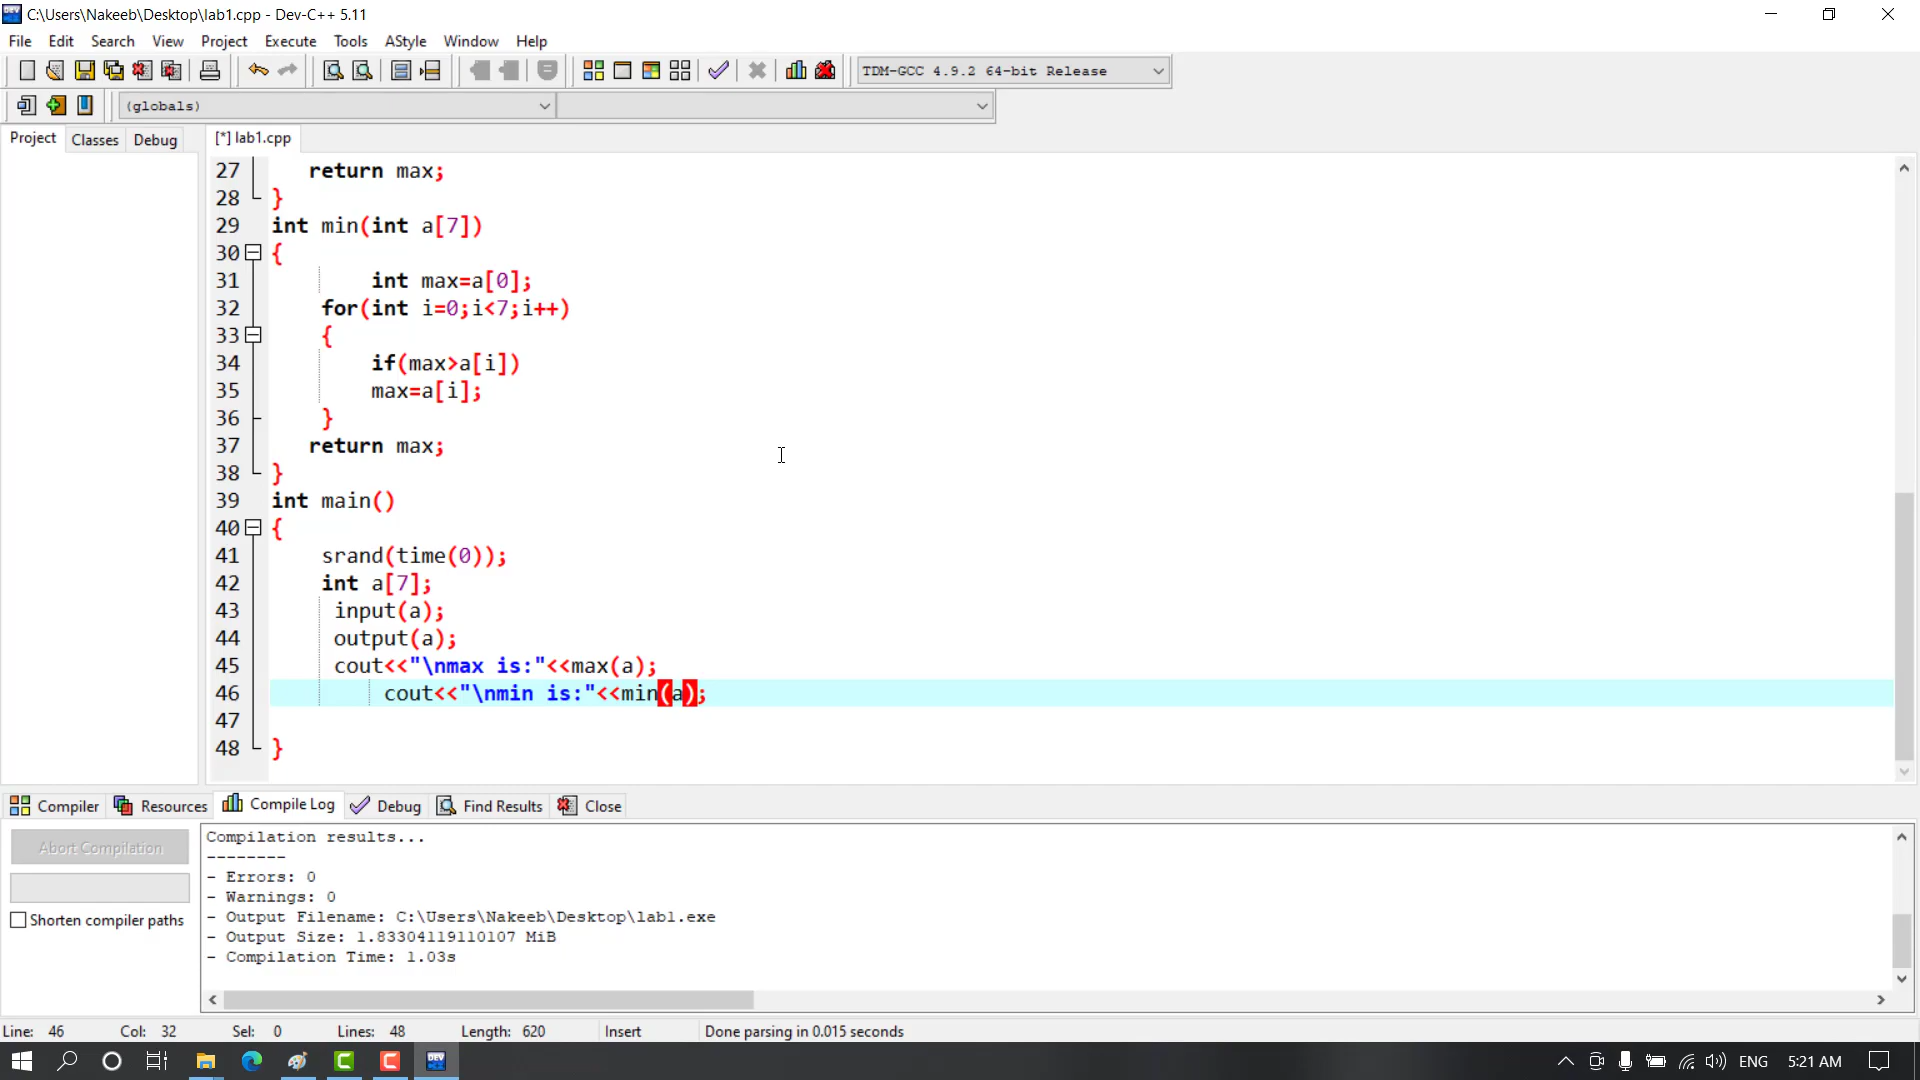 C:\Users\Nakeeb\Desktop\lab1.cpp - Dev-C++ 5.11
File Edit Search View Project Execute Tools AStyle Window Help
TDM-GCC 4.9.2 64-bit Release
(globals)
Project Classes Debug [*] lab1.cpp
27 return max;
28 }
29 int min(int a[7])
30 {
31 int max=a[0];
32 for(int i=0;i<7;i++)
33 {
34 if(max>a[i])
35 max=a[i];
36 }
37 return max;
38 }
39 int main()
40 {
41 srand(time(0));
42 int a[7];
43 input(a);
44 output(a);
45 cout<<"\nmax is:"<<max(a);
46 cout<<"\nmin is:"<<min(a);
47
48 }
Compiler Resources Compile Log Debug Find Results Close
Abort Compilation
Shorten compiler paths
Compilation results...
--------
- Errors: 0
- Warnings: 0
- Output Filename: C:\Users\Nakeeb\Desktop\lab1.exe
- Output Size: 1.83304119110107 MiB
- Compilation Time: 1.03s
Line: 46 Col: 32 Sel: 0 Lines: 48 Length: 620 Insert Done parsing in 0.015 seconds
DEV ENG 5:21 AM